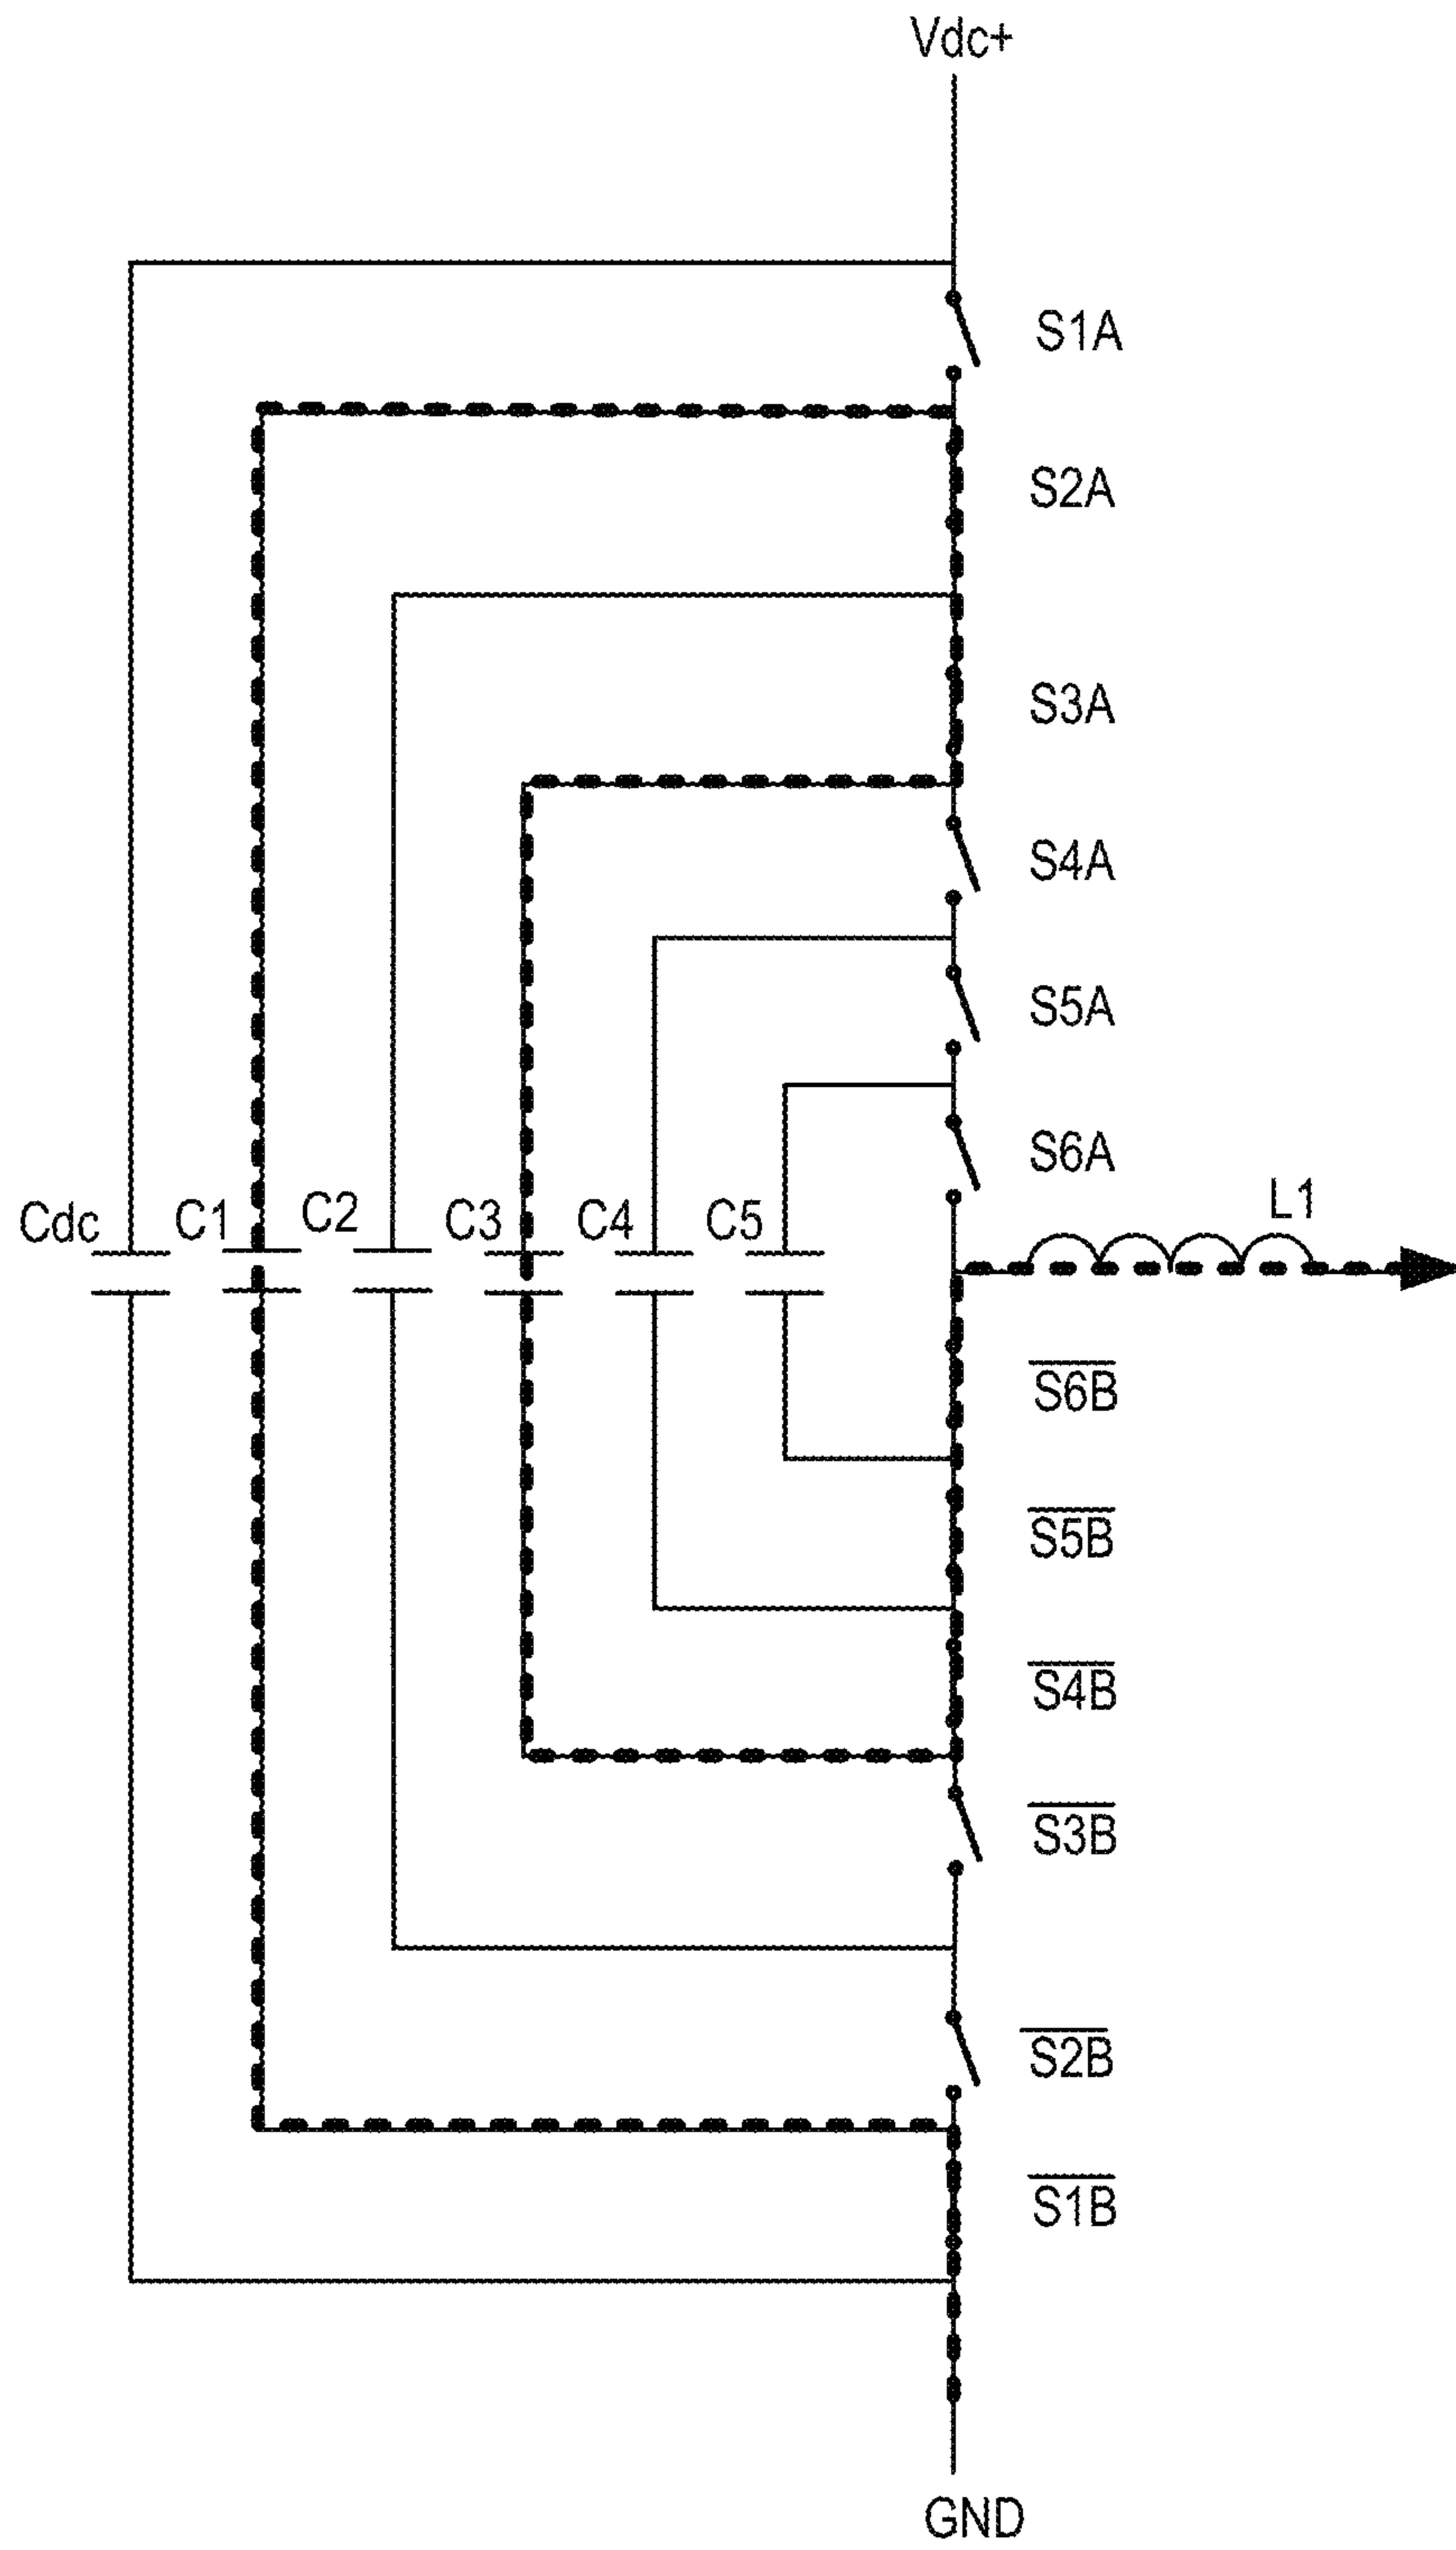 Vdc+
S1A
S2A
S3A
S4A
S5A
S6A
Cdc C1 C2 C3 C4 C5 L1
S6B
S5B
S4B
S3B
S2B
S1B
GND